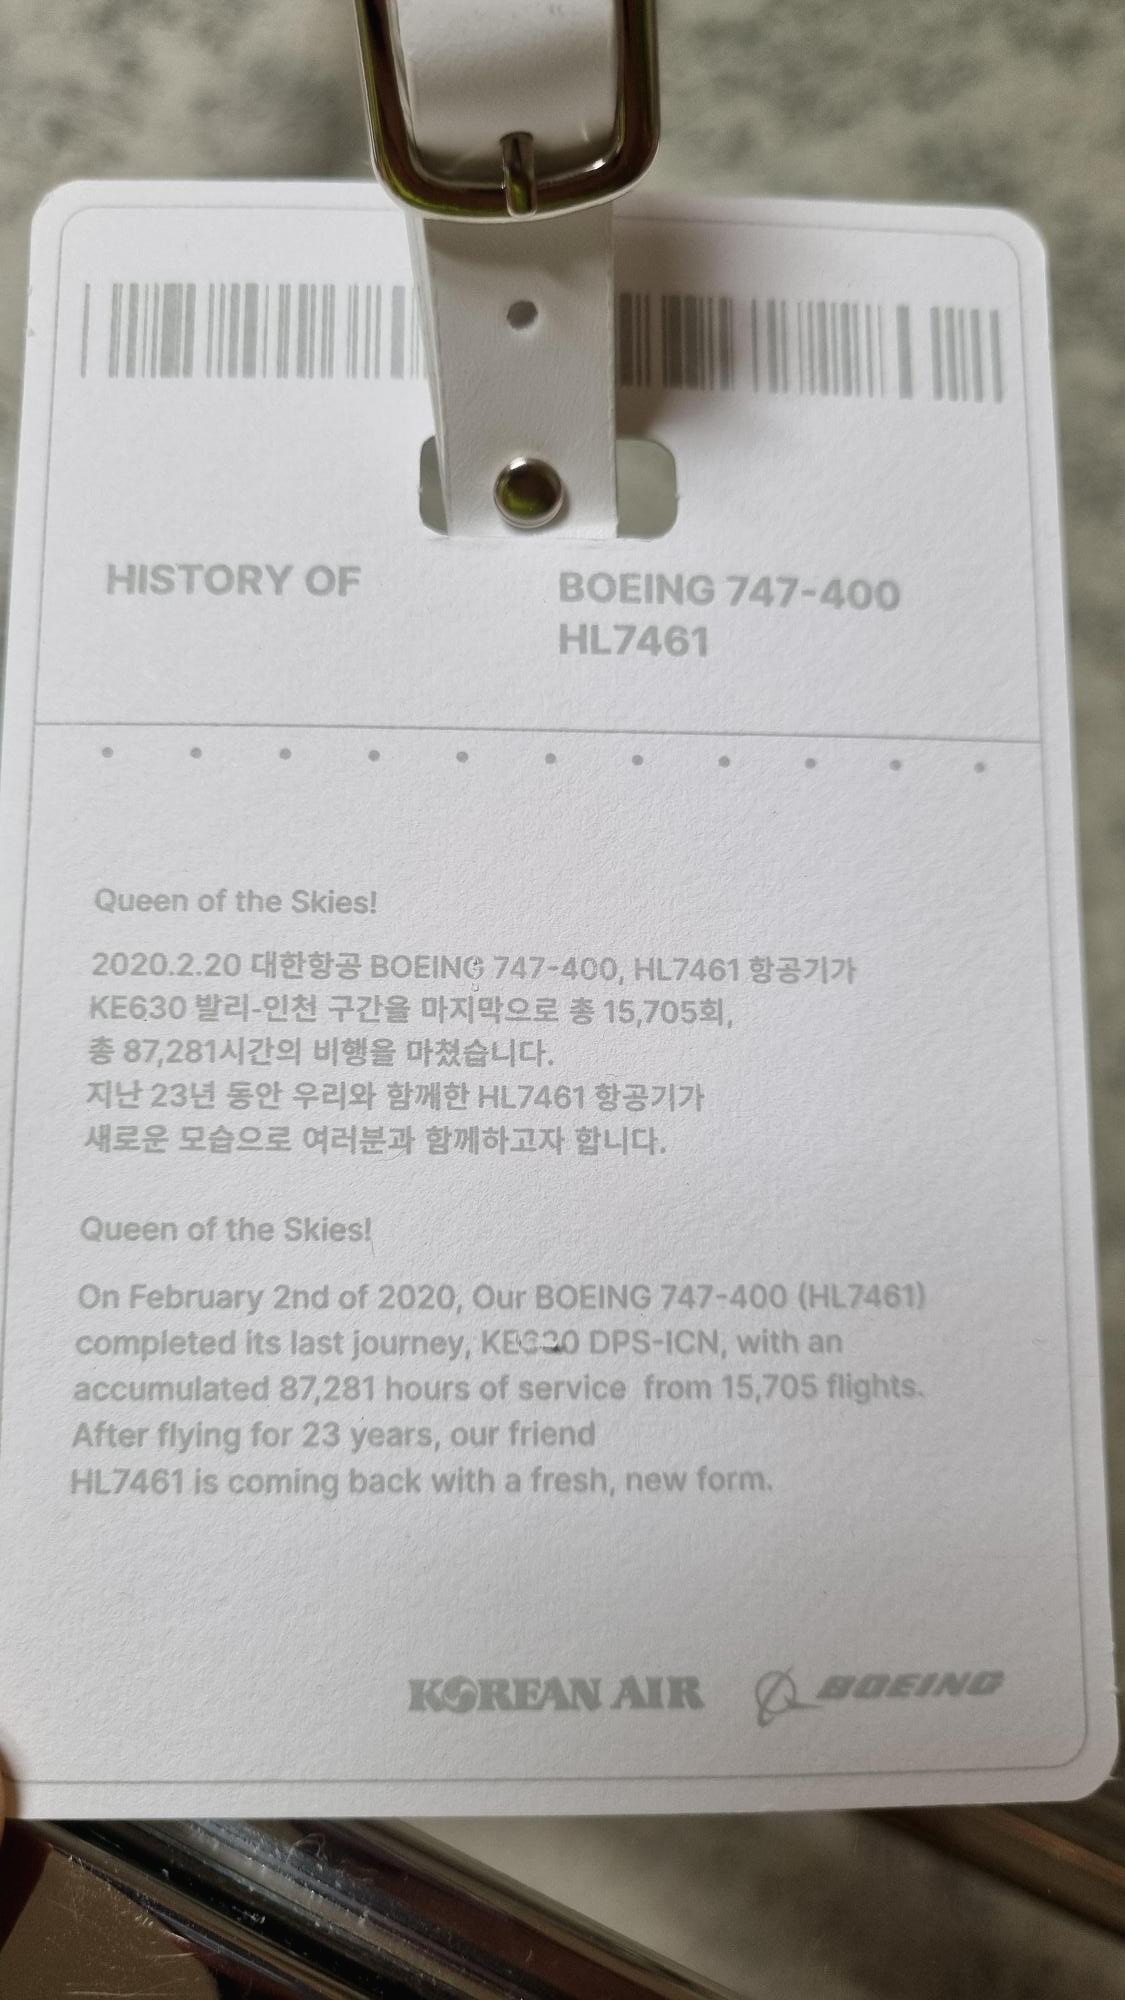 HISTORY OF
BOEING 747-400
HL7461
Queen of the Skies!
2020.2.20 대한항공 BOEING 747-400, HL7461 항공기가
KE630 발리-인천 구간을 마지막으로 총 15,705회,
총 87,281시간의 비행을 마쳤습니다.
지난 23년 동안 우리와 함께한 HL7461 항공기가
새로운 모습으로 여러분과 함께하고자 합니다.
Queen of the Skies!
On February 2nd of 2020, Our BOEING 747-400 (HL7461)
completed its last journey, KE630 DPS-ICN, with an
accumulated 87,281 hours of service from 15,705 flights.
After flying for 23 years, our friend
HL7461 is coming back with a fresh, new form.
KOREAN AIR BOEING